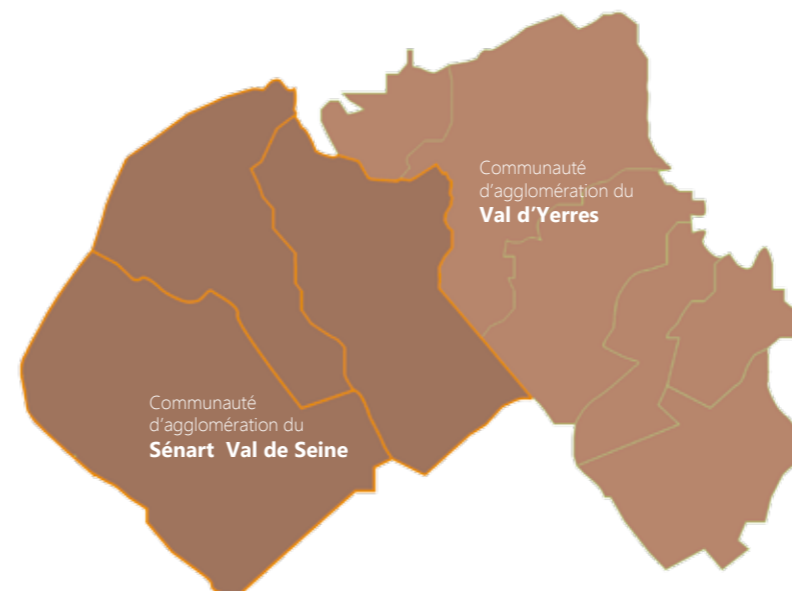 Communauté
d'agglomération du
Val d'Yerres
Communauté
d'agglomération du
Sénart Val de Seine